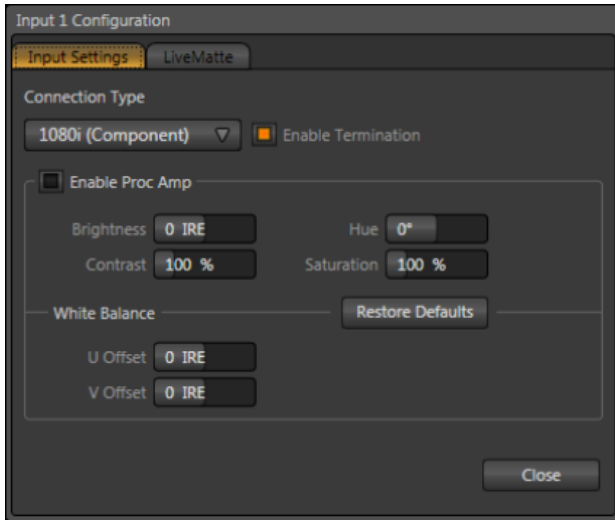 Input 1 Configuration
Input Settings LiveMatte
Connection Type
1080i (Component) Enable Termination
Enable Proc Amp
Brightness 0 IRE Hue 0°
Contrast 100 % Saturation 100 %
White Balance Restore Defaults
U Offset 0 IRE
V Offset 0 IRE
Close